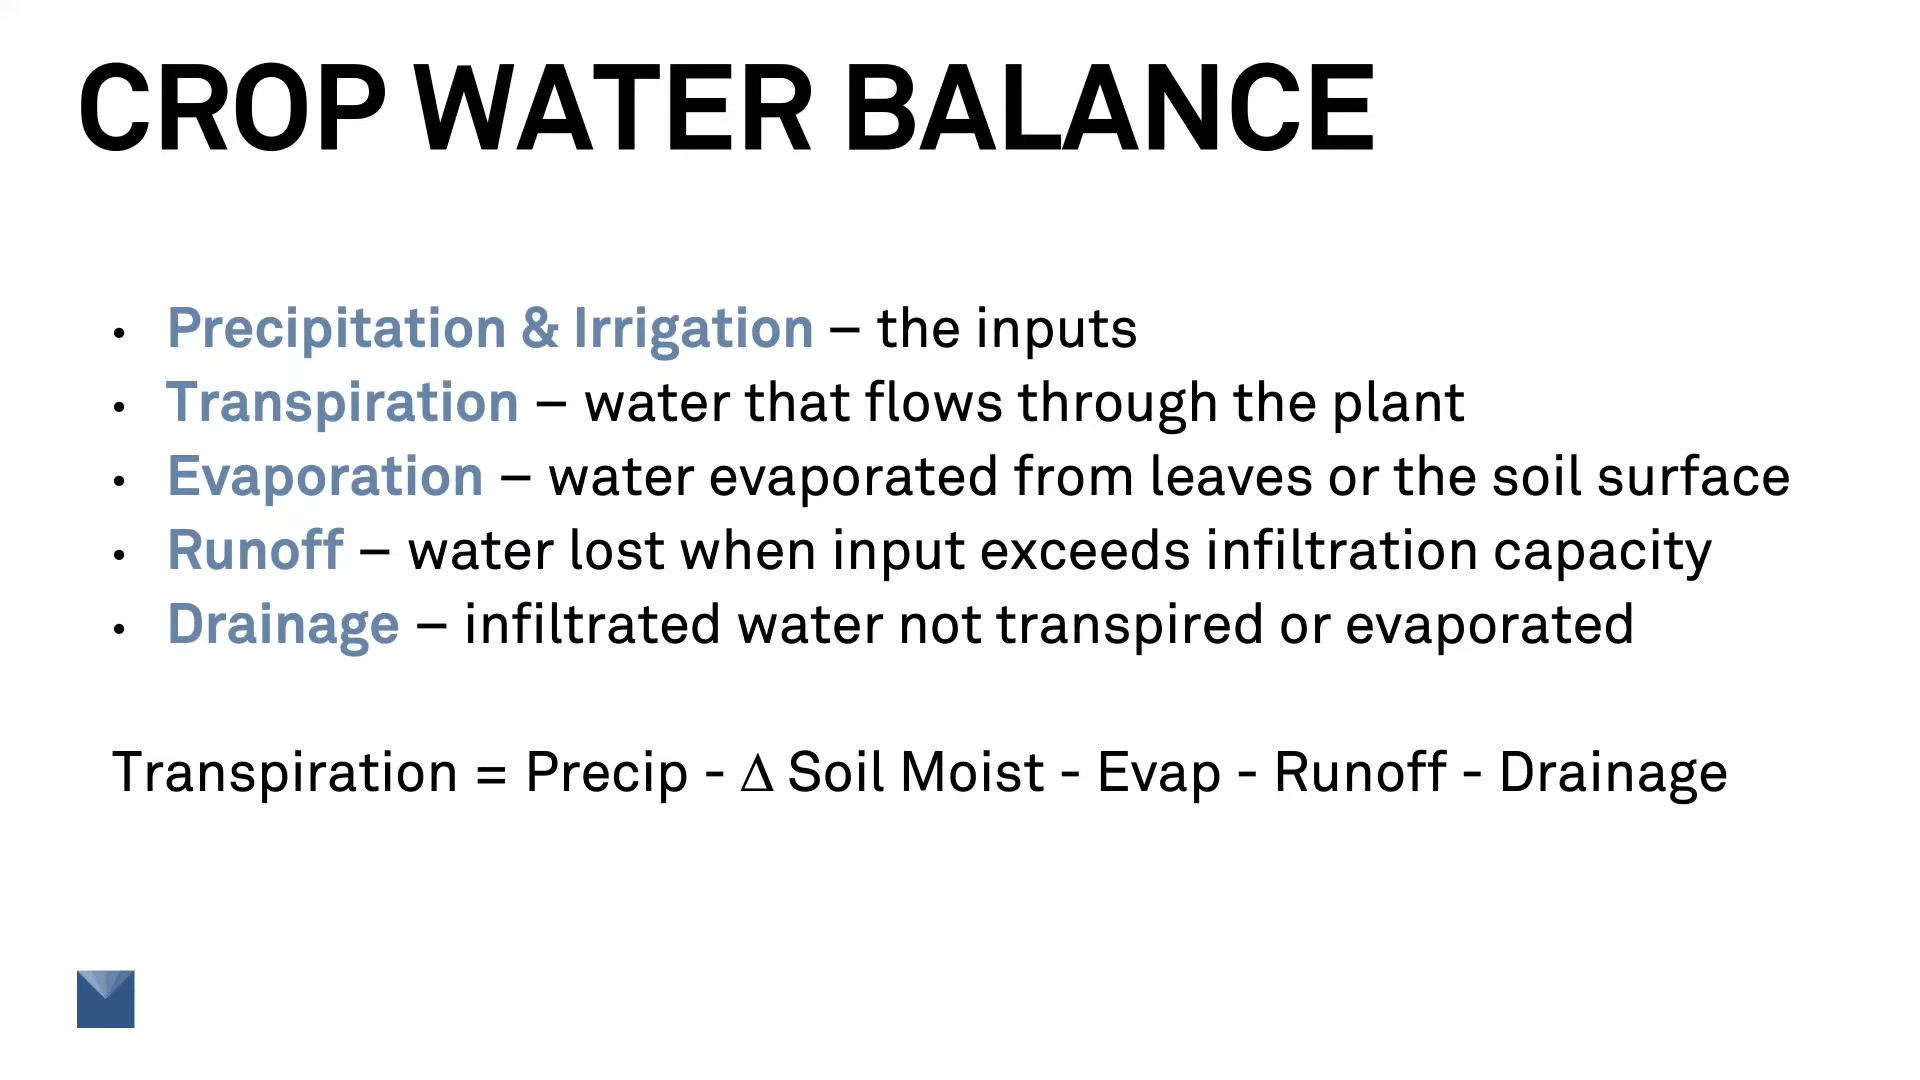 CROP WATER BALANCE
• Precipitation & Irrigation – the inputs
• Transpiration – water that flows through the plant
• Evaporation – water evaporated from leaves or the soil surface
• Runoff – water lost when input exceeds infiltration capacity
• Drainage – infiltrated water not transpired or evaporated
Transpiration = Precip - Δ Soil Moist - Evap - Runoff - Drainage